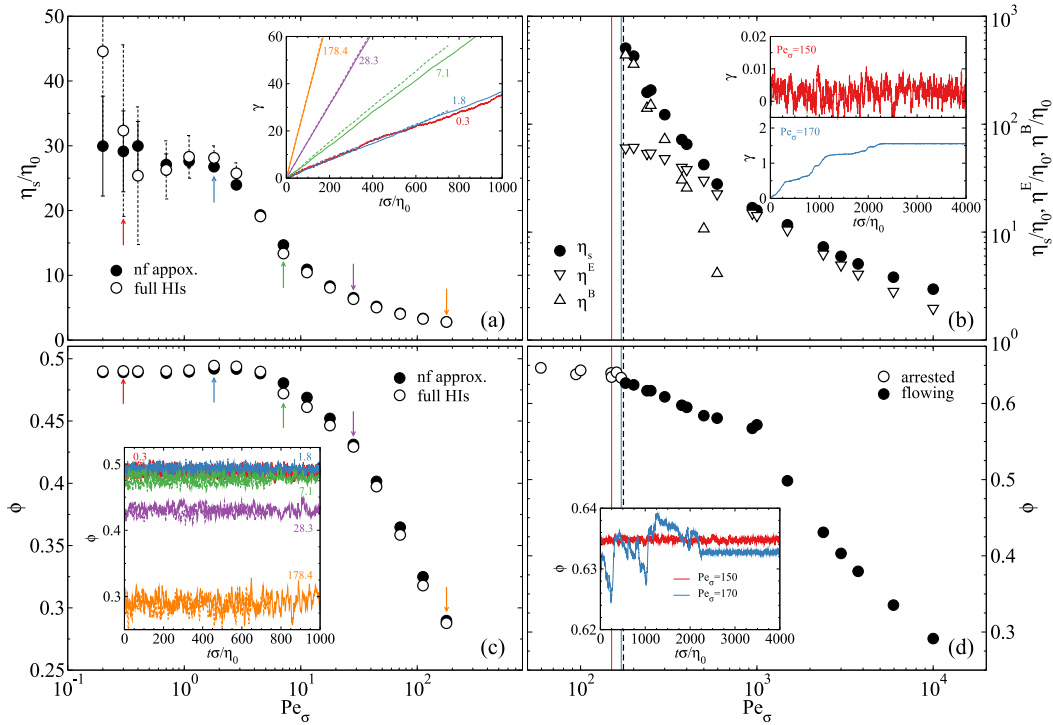 (a)
η_s/η_0
50
45
40
35
30
25
20
15
10
5
0
nf appox.
full HIs
γ
60
40
20
0
0 200 400 600 800 1000
tσ/η_0
178.4
28.3
7.1
1.8
0.3
(b)
η_s/η_0, η^E/η_0, η^B/η_0
10^3
10^2
10^1
10^0
η_s
η^E
η^B
Pe_σ=150
γ
0.02
0.01
0
Pe_σ=170
γ
2
1
0
0 1000 2000 3000 4000
tσ/η_0
(c)
ϕ
0.5
0.45
0.4
0.35
0.3
0.25
nf appox.
full HIs
0.3
1.8
7.1
28.3
178.4
ϕ
0.5
0.4
0.3
0 200 400 600 800 1000
tσ/η_0
10^-1 10^0 10^1 10^2
Pe_σ
(d)
ϕ
0.6
0.5
0.4
0.3
arrested
flowing
ϕ
0.64
0.63
0.62
Pe_σ=150
Pe_σ=170
0 1000 2000 3000 4000
tσ/η_0
10^2 10^3 10^4
Pe_σ